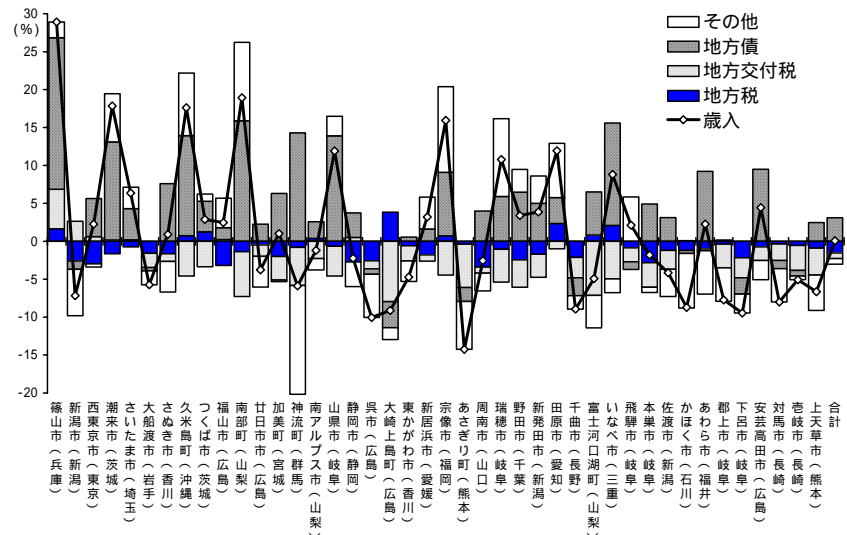 30
(%)
25
20
15
10
5
0
-5
-10
-15
-20
その他
地方債
地方交付税
地方税
歳入
篠山市(兵庫)
新潟市(新潟)
西東京市(東京)
潮来市(茨城)
さいたま市(埼玉)
大船渡市(岩手)
さぬき市(香川)
久米島町(沖縄)
つくば市(茨城)
福山市(広島)
南部町(山梨)
廿日市市(広島)
加美町(宮城)
神流町(群馬)
南アルプス市(山梨)
山県市(岐阜)
静岡市(静岡)
呉市(広島)
大崎上島町(広島)
東かがわ市(香川)
新居浜市(愛媛)
宗像市(福岡)
あさぎり町(熊本)
周南市(山口)
瑞穂市(岐阜)
野田市(千葉)
新発田市(新潟)
田原市(愛知)
千曲市(長野)
富士河口湖町(山梨)
いなべ市(三重)
飛騨市(岐阜)
本巣市(岐阜)
佐渡市(新潟)
かほく市(石川)
あわら市(福井)
郡上市(岐阜)
下呂市(岐阜)
安芸高田市(広島)
対馬市(長崎)
壱岐市(長崎)
上天草市(熊本)
合計